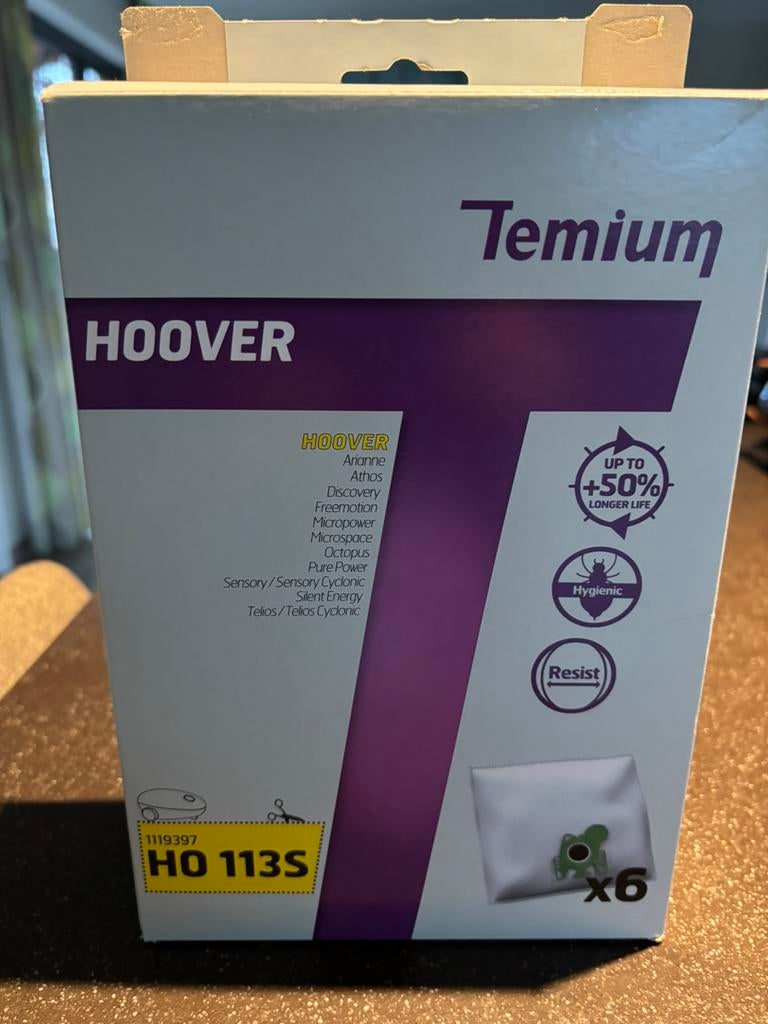 Temium
HOOVER
HOOVER
Arianne
Athos
Discovery
Freemotion
Micropower
Microspace
Octopus
Pure Power
Sensory / Sensory Cyclonic
Silent Energy
Telios / Telios Cyclonic
UP TO
+50%
LONGER LIFE
Hygienic
Resist
1119397
HO 113S
x6